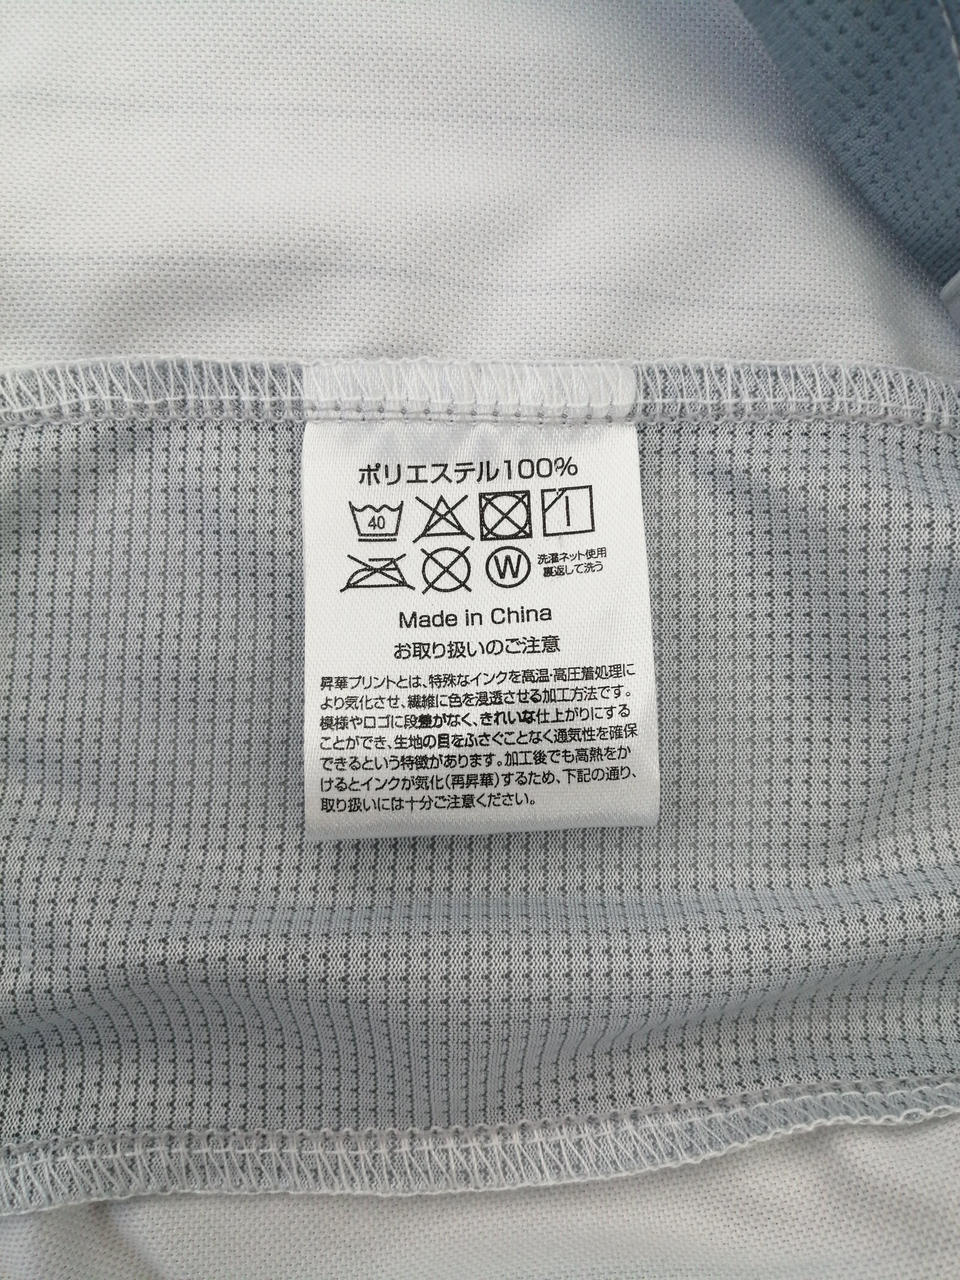 ポリエステル100%
40
W 洗濯ネット使用
裏返して洗う
Made in China
お取り扱いのご注意
昇華プリントとは、特殊なインクを高温・高圧着処理に
より気化させ、繊維に色を浸透させる加工方法です。
模様やロゴに段差がなく、きれいな仕上がりにする
ことができ、生地の目をふさぐことなく通気性を確保
できるという特徴があります。加工後でも高熱をか
けるとインクが気化（再昇華）するため、下記の通り、
取り扱いには十分ご注意ください。